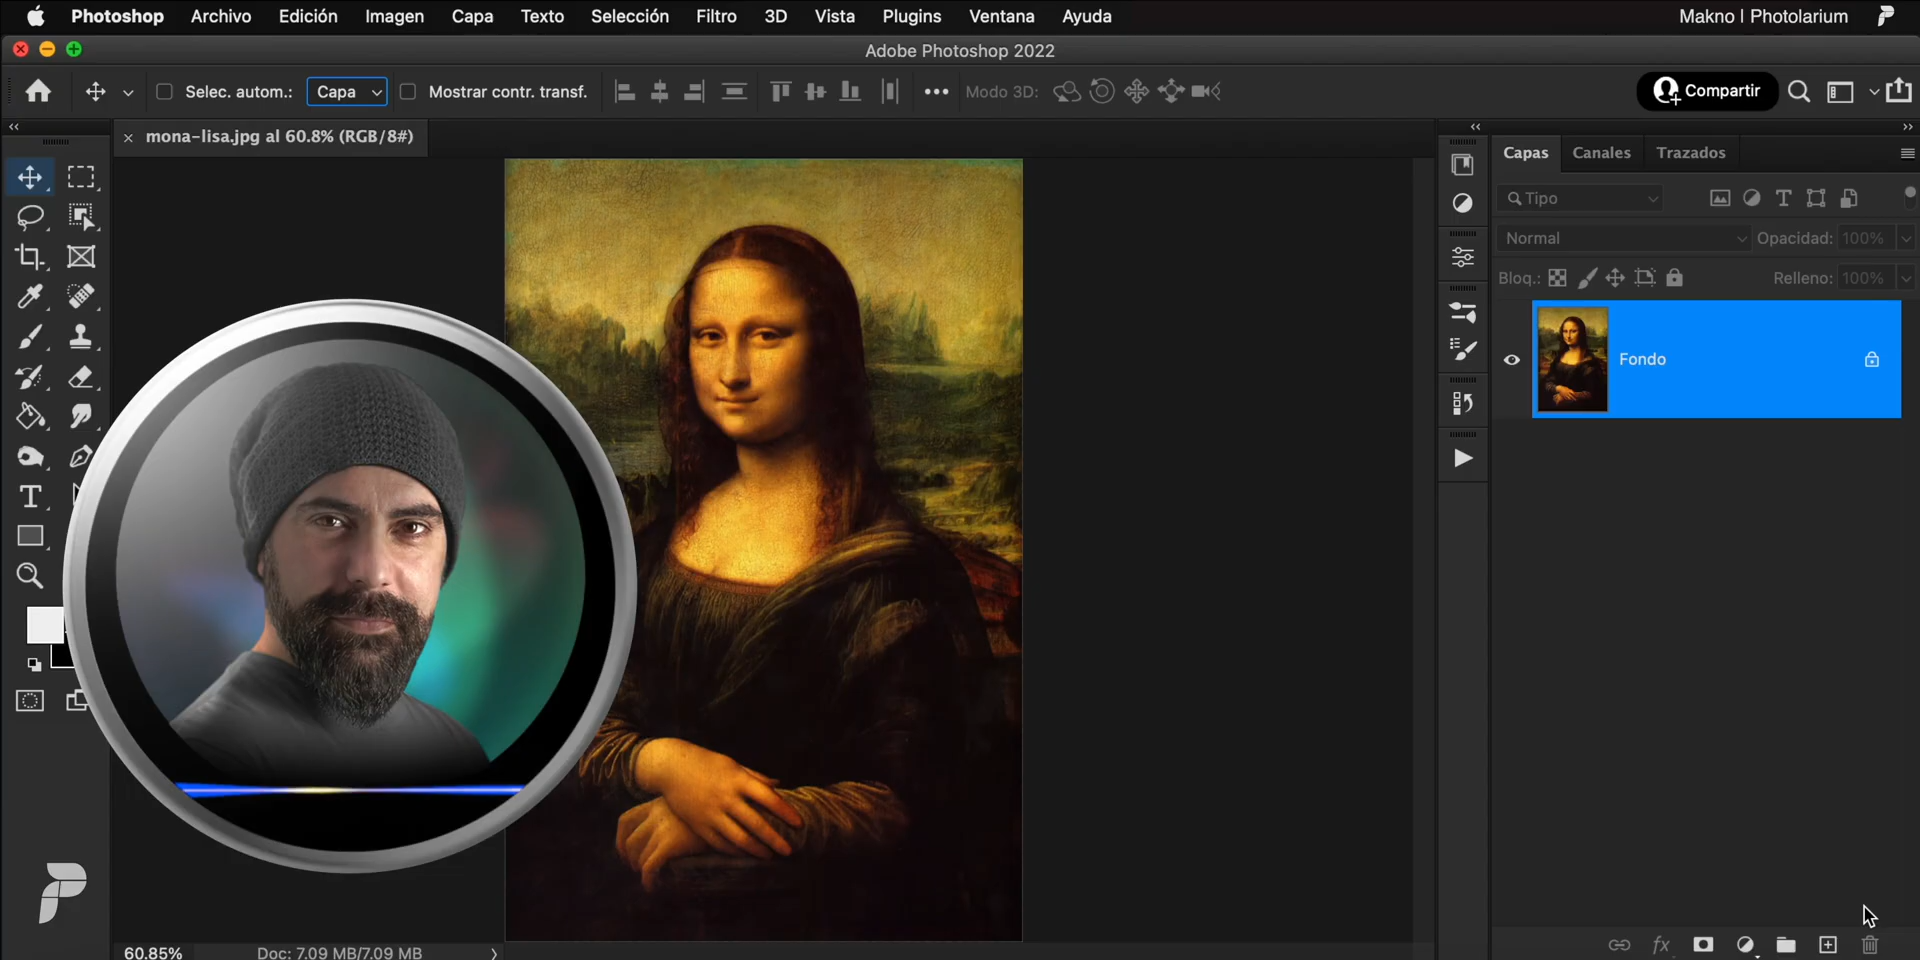 Photoshop Archivo Edición Imagen Capa Texto Selección Filtro 3D Vista Plugins Ventana Ayuda Makno | Photolarium
Adobe Photoshop 2022
Selec. autom.: Capa Mostrar contr. transf. Modo 3D: Compartir
mona-lisa.jpg al 60.8% (RGB/8#)
Capas Canales Trazados
Tipo
Normal Opacidad: 100%
Bloq.: Relleno: 100%
Fondo
fx
60.85% Doc: 7.09 MB/7.09 MB